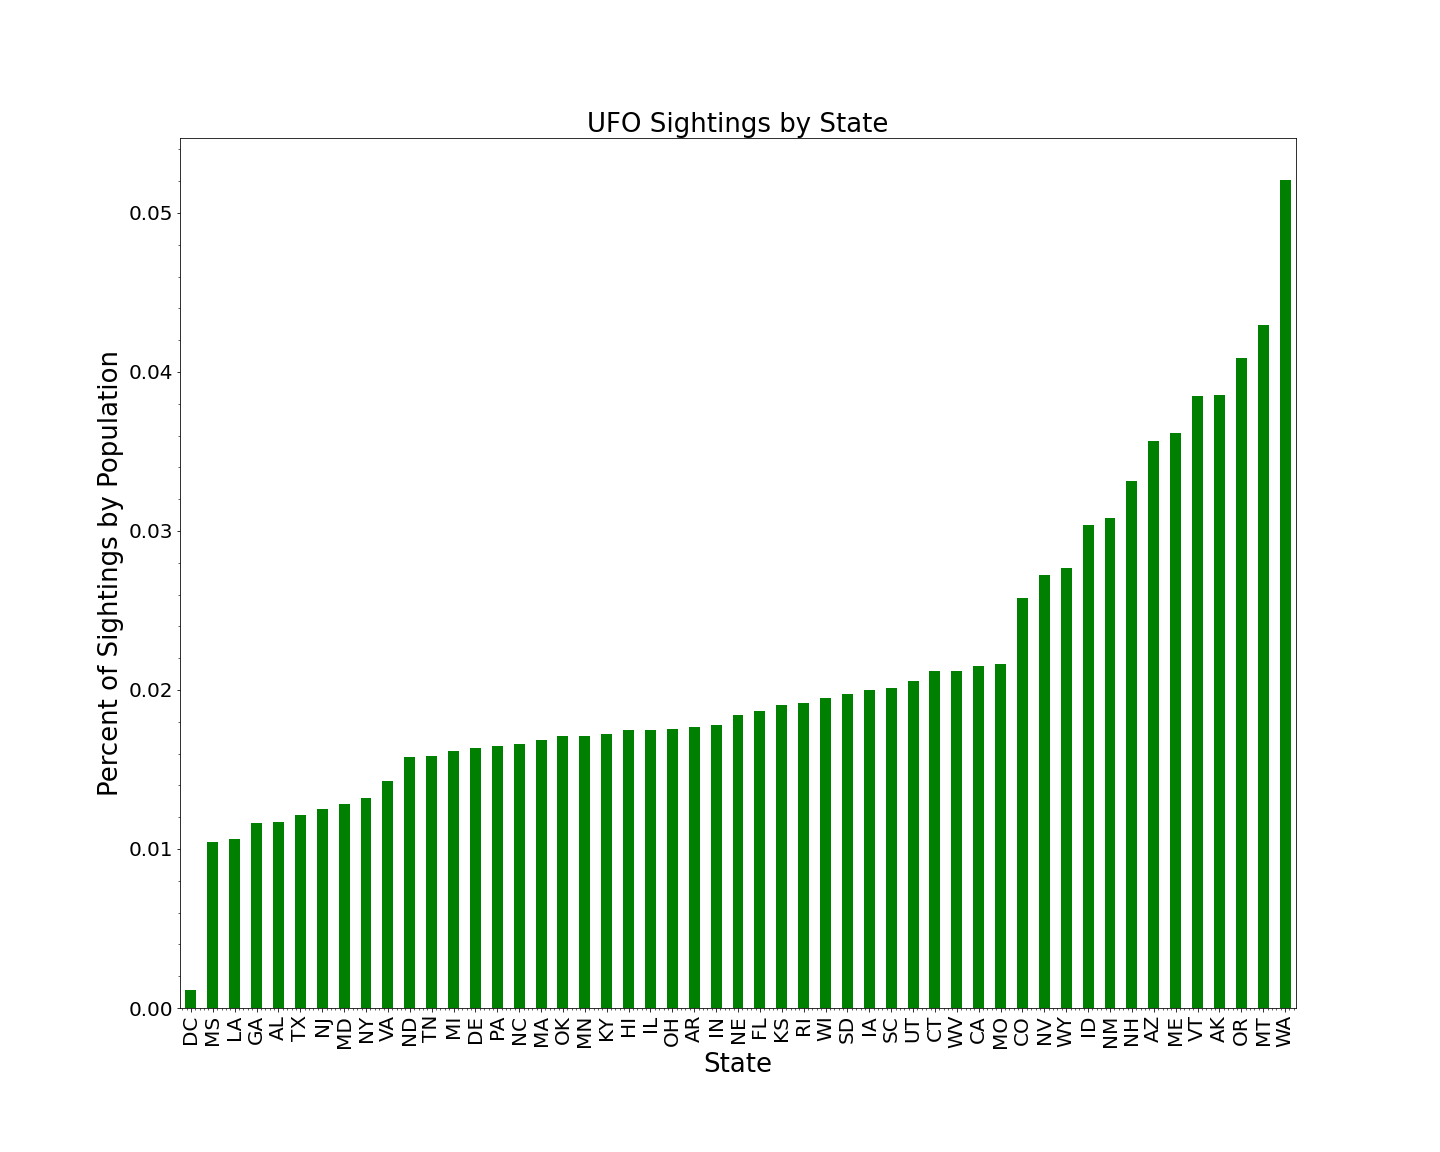 UFO Sightings by State
Percent of Sightings by Population
0.05
0.04
0.03
0.02
0.01
0.00
DC MS LA GA AL TX NJ MD NY VA ND TN MI DE PA NC MA OK MN KY HI IL OH AR IN NE FL KS RI WI SD IA SC UT CT WV CA MO CO NV WY ID NM NH AZ ME VT AK OR MT WA
State